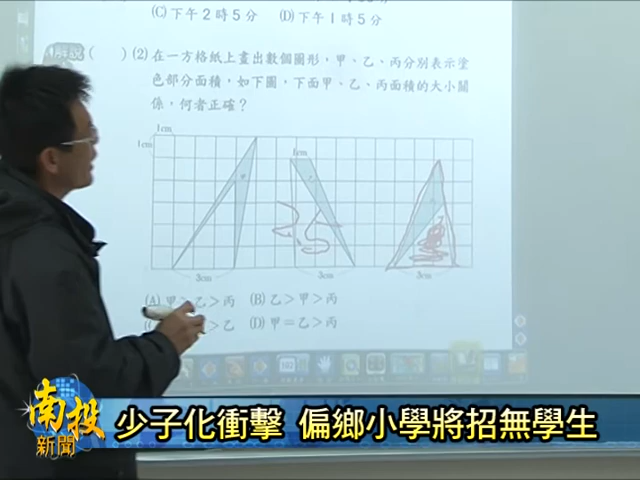 (C)下午2時5分 (D)下午1時5分
( )(2)在一方格紙上畫出數個圖形,甲、乙、丙分別表示塗
色部分面積,如下圖,下面甲、乙、丙面積的大小關
係,何者正確?
1cm
1cm
6cm
3cm 3cm 3cm
(A)甲>乙>丙 (B)乙>甲>丙
>乙 (D)甲=乙>丙
南投
新聞
少子化衝擊 偏鄉小學將招無學生